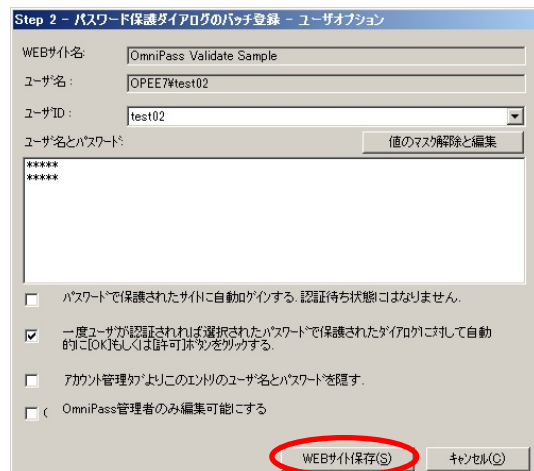 Step 2 - パスワード保護ダイアログのバッチ登録 - ユーザオプション
WEBサイト名:
OmniPass Validate Sample
ユーザ名:
OPEE7¥test02
ユーザID:
test02
ユーザ名とパスワード:
値のマスク解除と編集
*****
*****
パスワードで保護されたサイトに自動ログインする. 認証待ち状態にはなりません.
一度ユーザが認証されれば選択されたパスワードで保護されたダイアログに対して自動
的に[OK]もしくは[許可]ボタンをクリックする.
アカウント管理タブよりこのエントリのユーザ名とパスワードを隠す.
( OmniPass管理者のみ編集可能にする
WEBサイト保存(S)
キャンセル(C)